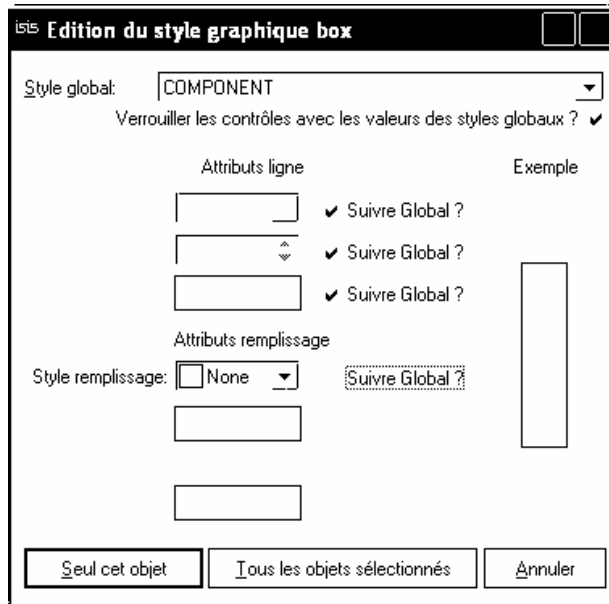 isis Edition du style graphique box
Style global: COMPONENT
Verrouiller les contrôles avec les valeurs des styles globaux ?
Attributs ligne Exemple
Suivre Global ?
Suivre Global ?
Suivre Global ?
Attributs remplissage
Style remplissage: None Suivre Global ?
Seul cet objet Tous les objets sélectionnés Annuler